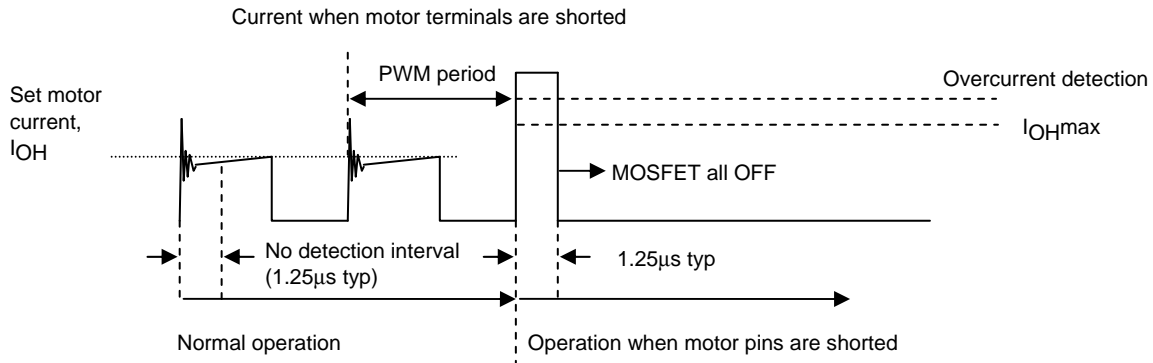 Current when motor terminals are shorted
PWM period
Overcurrent detection
Set motor
current,
IOH
IOHmax
MOSFET all OFF
No detection interval
(1.25μs typ)
1.25μs typ
Normal operation
Operation when motor pins are shorted